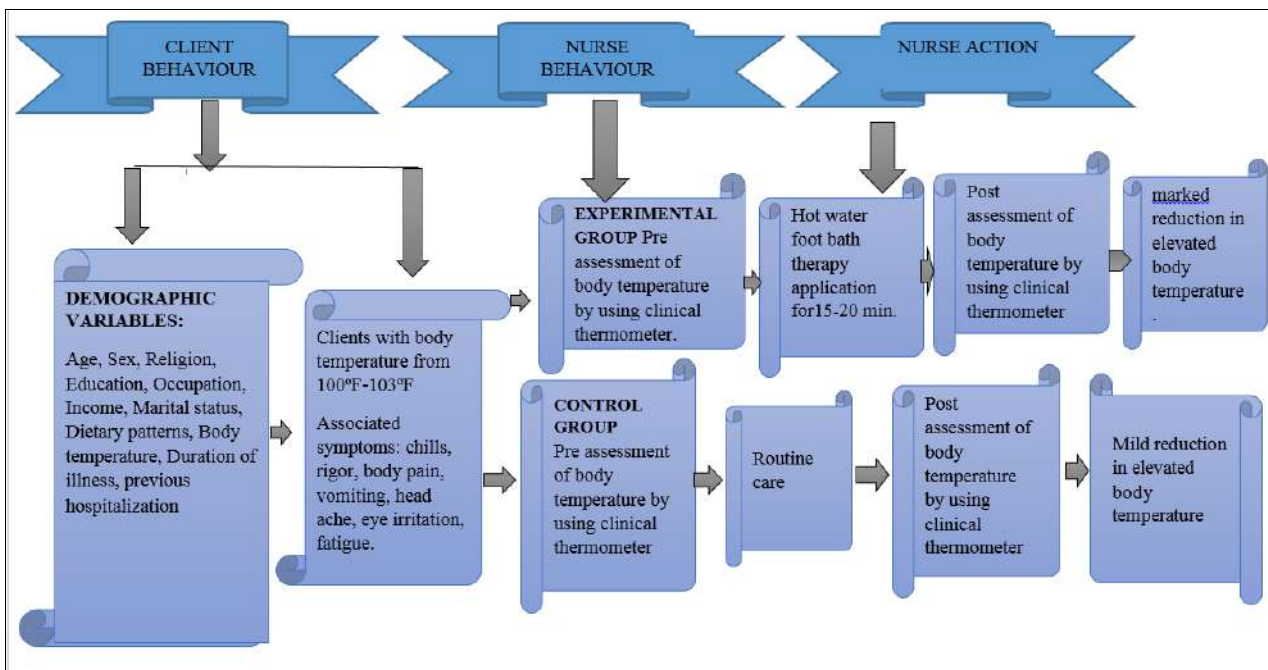 CLIENT
BEHAVIOUR
NURSE
BEHAVIOUR
NURSE ACTION
DEMOGRAPHIC
VARIABLES:
Age, Sex, Religion,
Education, Occupation,
Income, Marital status,
Dietary patterns, Body
temperature, Duration of
illness, previous
hospitalization
Clients with body
temperature from
100ºF-103ºF
Associated
symptoms: chills,
rigor, body pain,
vomiting, head
ache, eye irritation,
fatigue.
EXPERIMENTAL
GROUP Pre
assessment of
body temperature
by using clinical
thermometer.
Hot water
foot bath
therapy
application
for15-20 min.
Post
assessment of
body
temperature by
using clinical
thermometer
marked
reduction in
elevated
body
temperature
.
CONTROL
GROUP
Pre assessment
of body
temperature by
using clinical
thermometer
Routine
care
Post
assessment of
body
temperature
by using
clinical
thermometer
Mild reduction
in elevated
body
temperature